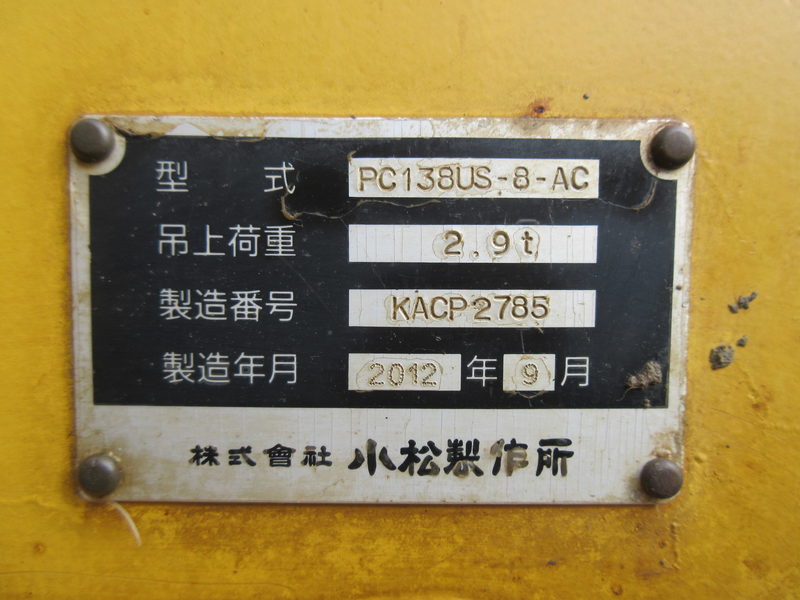 型式 PC138US-8-AC
吊上荷重 2.9t
製造番号 KACP2785
製造年月 2012年9月
株式會社 小松製作所